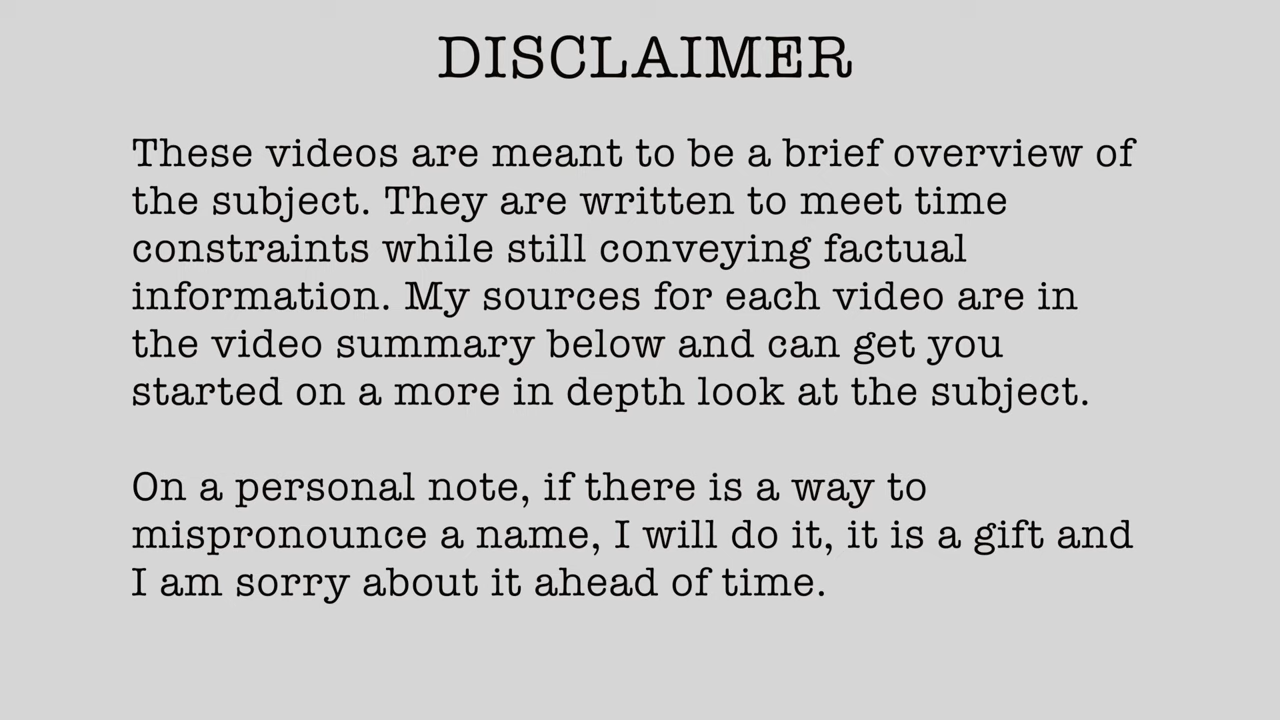 DISCLAIMER
These videos are meant to be a brief overview of
the subject. They are written to meet time
constraints while still conveying factual
information. My sources for each video are in
the video summary below and can get you
started on a more in depth look at the subject.
On a personal note, if there is a way to
mispronounce a name, I will do it, it is a gift and
I am sorry about it ahead of time.